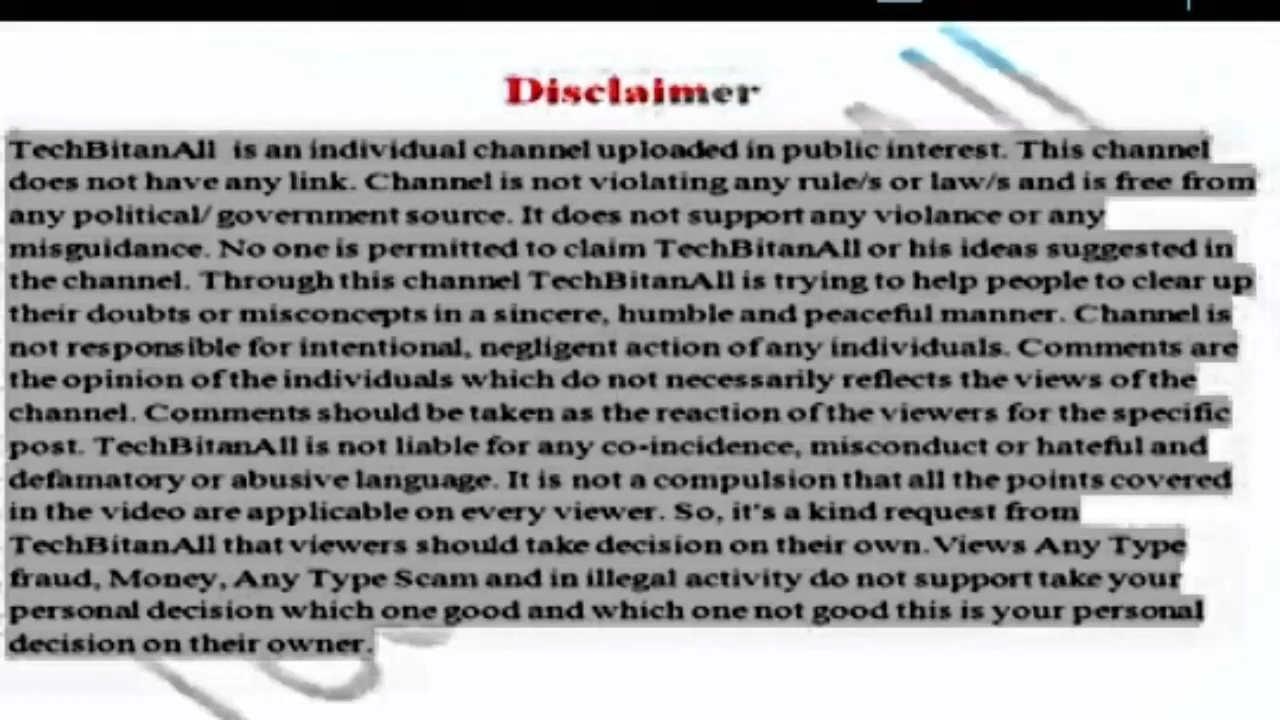 Disclaimer
TechBitanAll is an individual channel uploaded in public interest. This channel
does not have any link. Channel is not violating any rule/s or law/s and is free from
any political/ government source. It does not support any violance or any
misguidance. No one is permitted to claim TechBitanAll or his ideas suggested in
the channel. Through this channel TechBitanAll is trying to help people to clear up
their doubts or misconcepts in a sincere, humble and peaceful manner. Channel is
not responsible for intentional, negligent action of any individuals. Comments are
the opinion of the individuals which do not necessarily reflects the views of the
channel. Comments should be taken as the reaction of the viewers for the specific
post. TechBitanAll is not liable for any co-incidence, misconduct or hateful and
defamatory or abusive language. It is not a compulsion that all the points covered
in the video are applicable on every viewer. So, it's a kind request from
TechBitanAll that viewers should take decision on their own. Views Any Type
fraud, Money, Any Type Scam and in illegal activity do not support take your
personal decision which one good and which one not good this is your personal
decision on their owner.